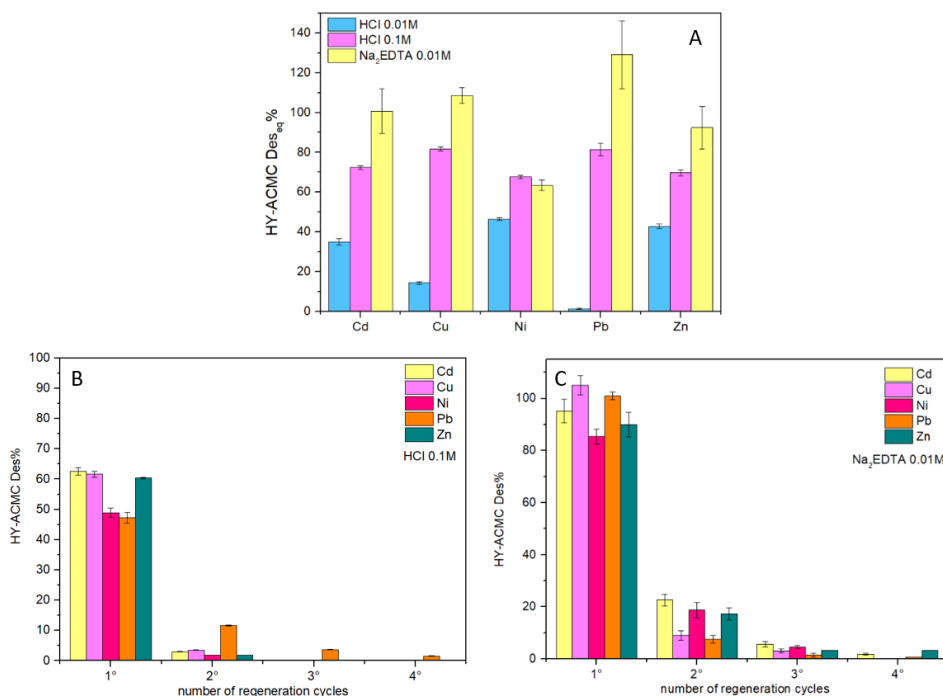 HCl 0.01M
HCl 0.1M
Na₂EDTA 0.01M
A
HY-ACMC Des_eq%
140
120
100
80
60
40
20
0
Cd Cu Ni Pb Zn
B
Cd
Cu
Ni
Pb
Zn
HCl 0.1M
HY-ACMC Des%
100
90
80
70
60
50
40
30
20
10
0
1° 2° 3° 4°
number of regeneration cycles
C
Cd
Cu
Ni
Pb
Zn
Na₂EDTA 0.01M
HY-ACMC Des%
100
80
60
40
20
0
1° 2° 3° 4°
number of regeneration cycles